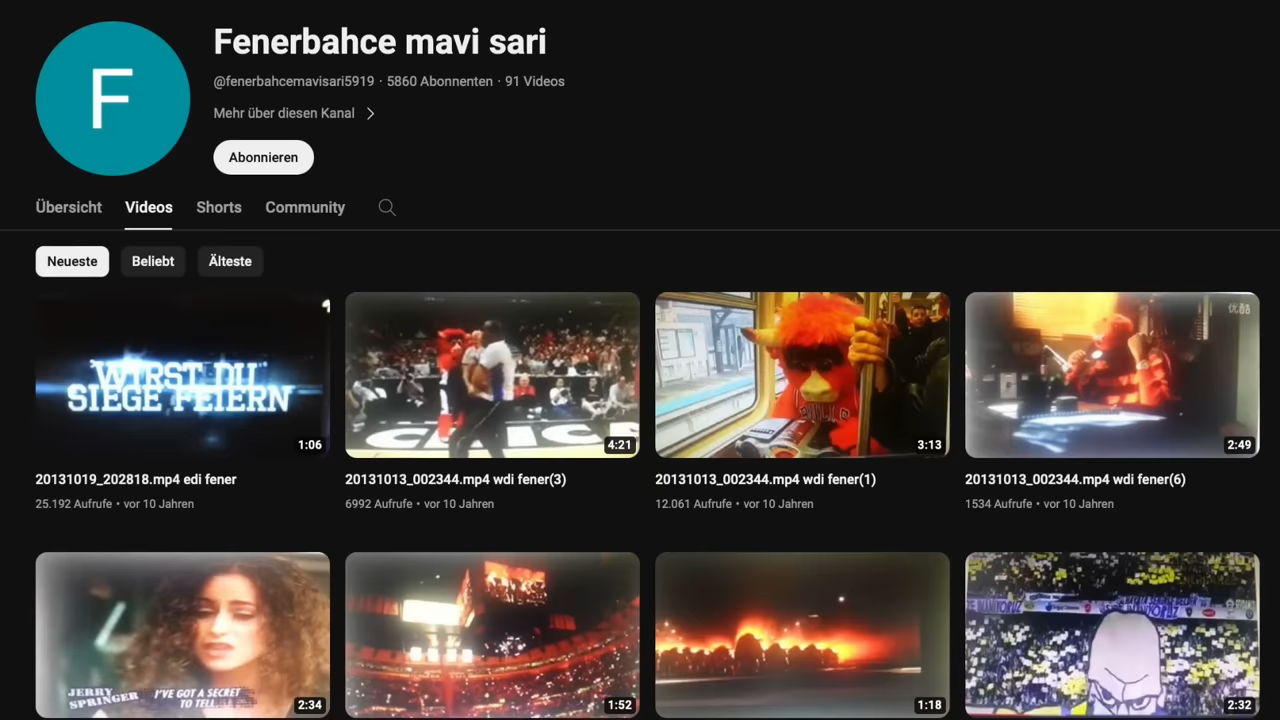 F
Fenerbahce mavi sari
@fenerbahcemavisari5919 · 5860 Abonnenten · 91 Videos
Mehr über diesen Kanal
Abonnieren
Übersicht Videos Shorts Community
Neueste Beliebt Älteste
WIRST DU
SIEGE FEIERN
1:06
4:21
3:13
优酷
2:49
20131019_202818.mp4 edi fener
25.192 Aufrufe • vor 10 Jahren
20131013_002344.mp4 wdi fener(3)
6992 Aufrufe • vor 10 Jahren
20131013_002344.mp4 wdi fener(1)
12.061 Aufrufe • vor 10 Jahren
20131013_002344.mp4 wdi fener(6)
1534 Aufrufe • vor 10 Jahren
JERRY
SPRINGER
I'VE GOT A SECRET
TO TELL...
2:34
1:52
1:18
2:32